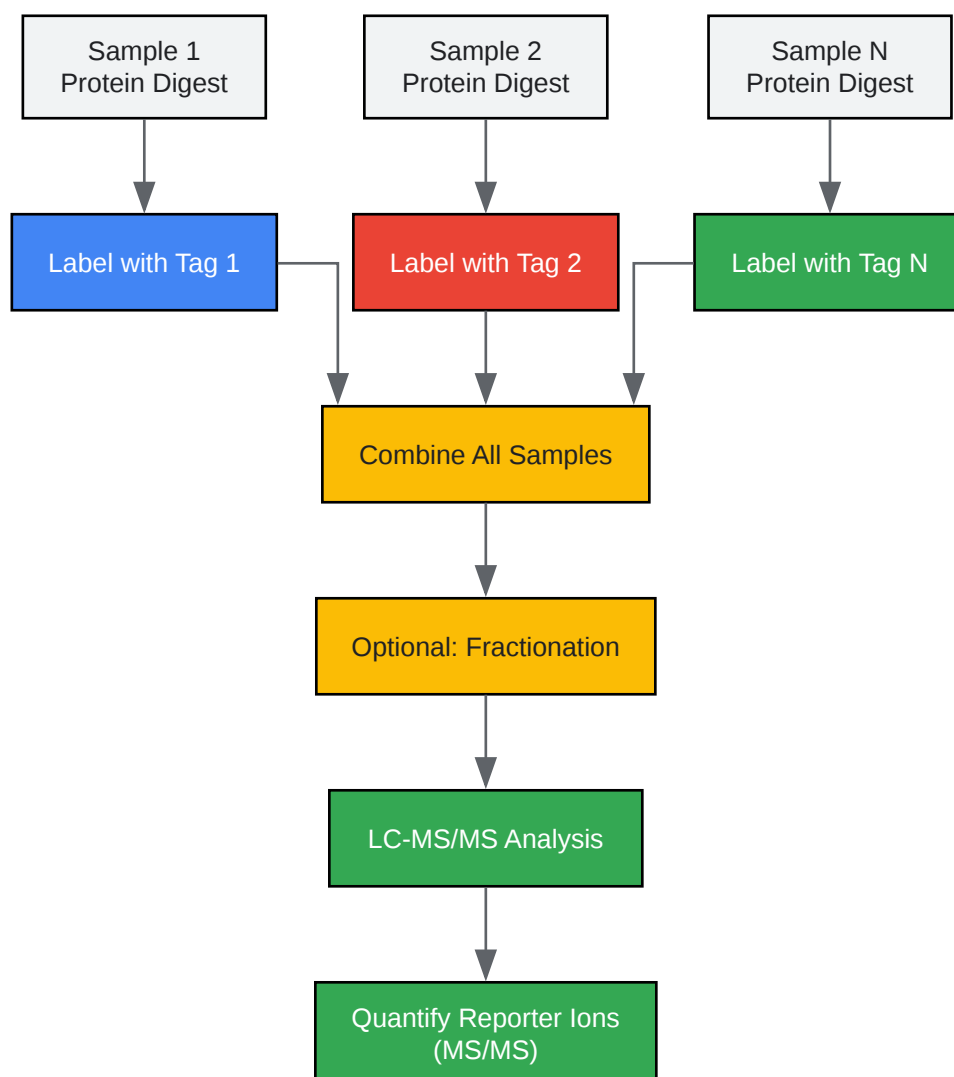 Sample 1
Protein Digest
Sample 2
Protein Digest
Sample N
Protein Digest
Label with Tag 1
Label with Tag 2
Label with Tag N
Combine All Samples
Optional: Fractionation
LC-MS/MS Analysis
Quantify Reporter Ions
(MS/MS)